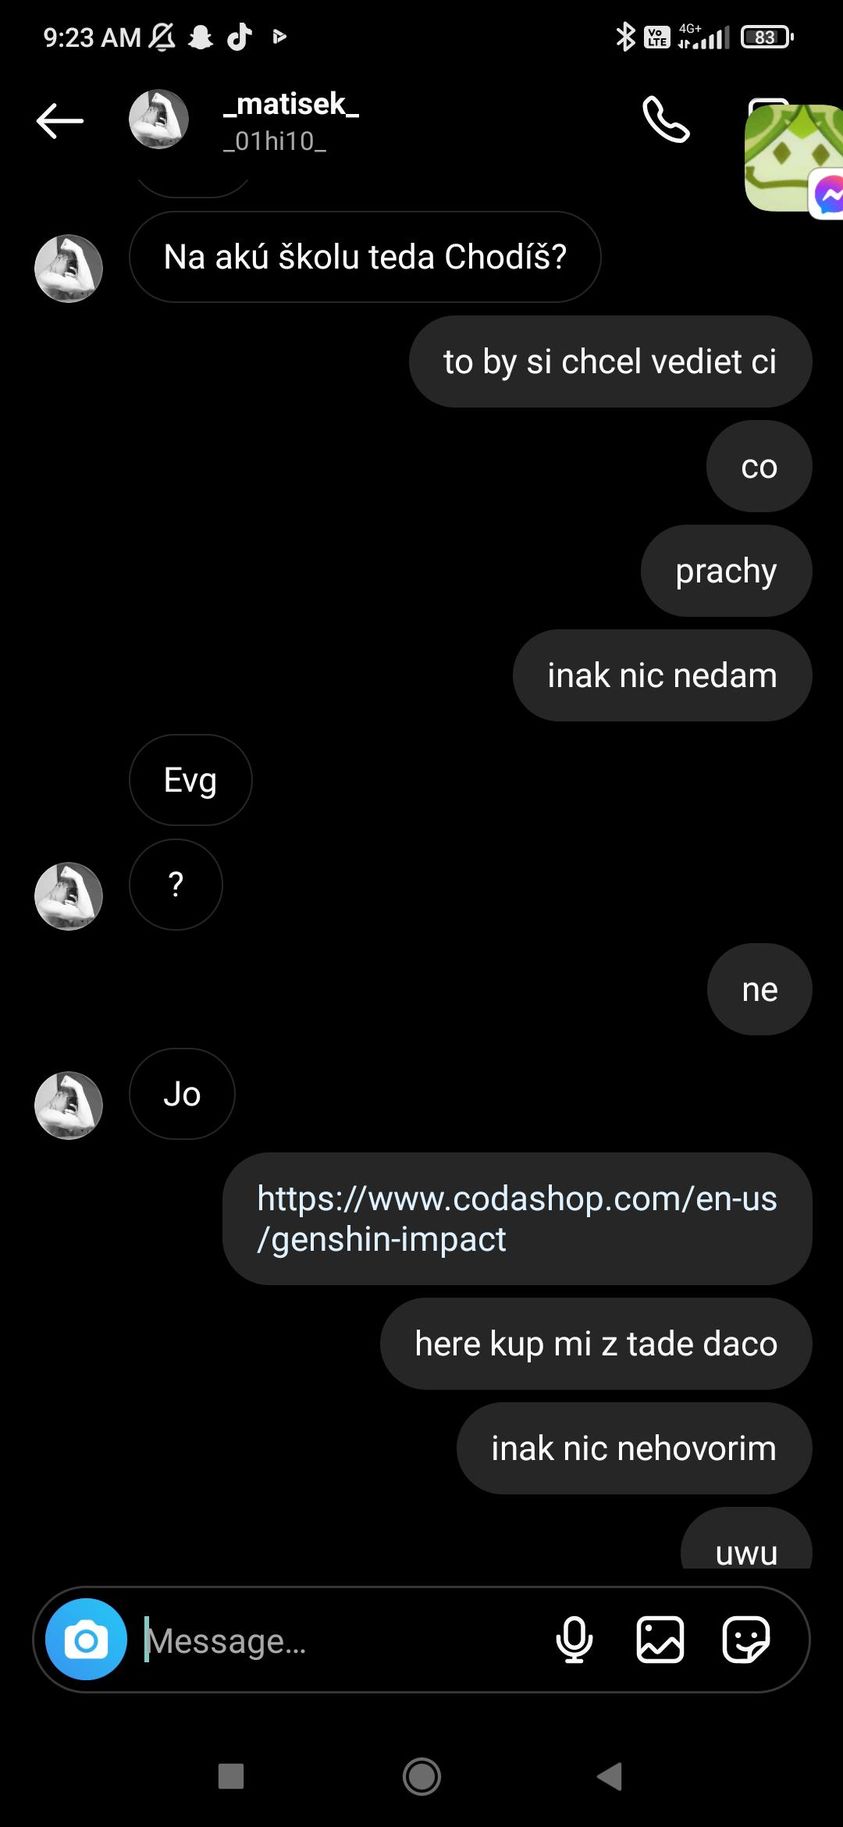 9:23 AM
Vo LTE
4G+
83
_matisek_
_01hi10_
Na akú školu teda Chodíš?
to by si chcel vediet ci
co
prachy
inak nic nedam
Evg
?
ne
Jo
https://www.codashop.com/en-us
/genshin-impact
here kup mi z tade daco
inak nic nehovorim
uwu
Message...